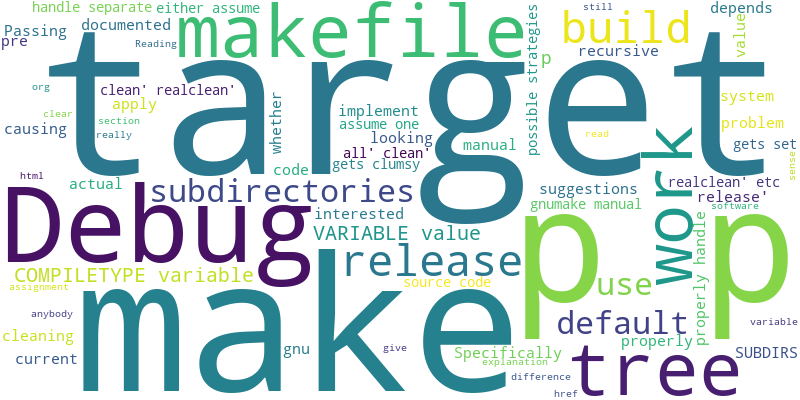 handle separate
either assume
still
depends
Passing
documented
makefile
build
value
pre
Reading
recursive
p
possible strategies
target
org
clean' realclean'
apply
clear
section
causing
really
whether
implement
assume one
looking
all' clean'
gets clumsy
manual
code
actual
system
problem
gets set
read
sense
work
html
Debug
subdirectories
interested
VARIABLE value
suggestions
gnumake manual
realclean' etc
release'
software
COMPILETYPE variable
release
source code
use
p
p
properly handle
assignment
make
anybody
default
variable
cleaning
gnu
give
properly
current
Specifically
explanation
difference
href
tree
SUBDIRS